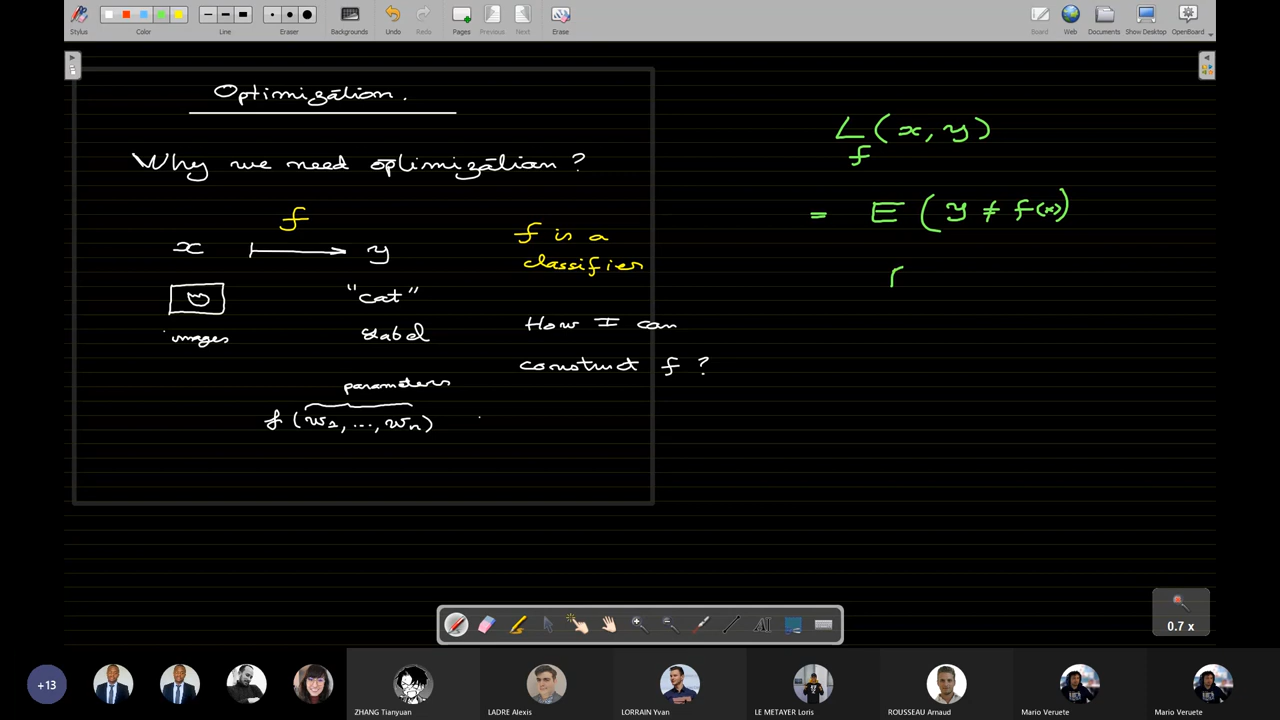 Stylus
Color
Line
Eraser
Backgrounds
Undo
Redo
Pages
Previous
Next
Erase
Board
Web
Documents
Show Desktop
OpenBoard
Optimization.
Why we need optimization?
f
x y
f is a
classifier
"cat"
images
label
How I can
construct f ?
parameters
f (w1, ..., wn)
L (x, y)
f
= E ( y ≠ f(x))
AI
0.7 x
+13
ZHANG Tianyuan
LADRE Alexis
LORRAIN Yvan
LE METAYER Loris
ROUSSEAU Arnaud
Mario Veruete
Mario Veruete